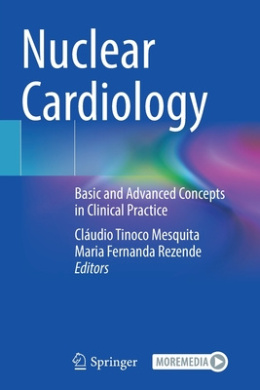 Nuclear
Cardiology
Basic and Advanced Concepts
in Clinical Practice
Cláudio Tinoco Mesquita
Maria Fernanda Rezende
Editors
Springer
MOREMEDIA